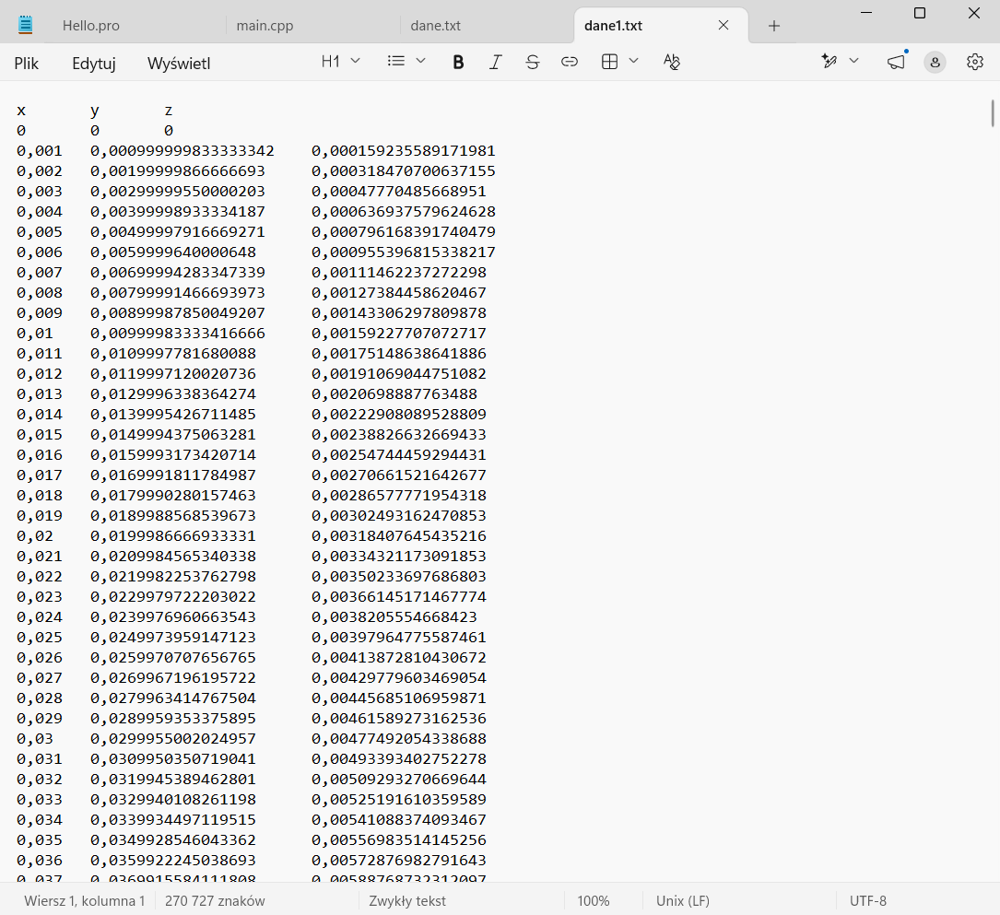 Hello.pro main.cpp dane.txt dane1.txt
Plik Edytuj Wyświetl H1 B I S
x y z
0 0 0
0,001 0,000999999833333342 0,000159235589171981
0,002 0,00199999866666693 0,000318470700637155
0,003 0,00299999550000203 0,00047770485668951
0,004 0,00399998933334187 0,000636937579624628
0,005 0,00499997916669271 0,000796168391740479
0,006 0,0059999640000648 0,000955396815338217
0,007 0,00699994283347339 0,00111462237272298
0,008 0,00799991466693973 0,00127384458620467
0,009 0,00899987850049207 0,00143306297809878
0,01 0,00999983333416666 0,00159227707072717
0,011 0,0109997781680088 0,00175148638641886
0,012 0,0119997120020736 0,00191069044751082
0,013 0,0129996338364274 0,0020698887763488
0,014 0,0139995426711485 0,00222908089528809
0,015 0,0149994375063281 0,00238826632669433
0,016 0,0159993173420714 0,00254744459294431
0,017 0,0169991811784987 0,00270661521642677
0,018 0,0179990280157463 0,00286577771954318
0,019 0,0189988568539673 0,00302493162470853
0,02 0,0199986666933331 0,00318407645435216
0,021 0,0209984565340338 0,00334321173091853
0,022 0,0219982253762798 0,00350233697686803
0,023 0,0229979722203022 0,00366145171467774
0,024 0,0239976960663543 0,0038205554668423
0,025 0,0249973959147123 0,00397964775587461
0,026 0,0259970707656765 0,00413872810430672
0,027 0,0269967196195722 0,00429779603469054
0,028 0,0279963414767504 0,00445685106959871
0,029 0,0289959353375895 0,00461589273162536
0,03 0,0299955002024957 0,00477492054338688
0,031 0,0309950350719041 0,00493393402752278
0,032 0,0319945389462801 0,00509293270669644
0,033 0,0329940108261198 0,00525191610359589
0,034 0,0339934497119515 0,00541088374093467
0,035 0,0349928546043362 0,00556983514145256
0,036 0,0359922245038693 0,00572876982791643
0,037 0,0369915584111808 0,00588768732312097
Wiersz 1, kolumna 1 270 727 znaków Zwykły tekst 100% Unix (LF) UTF-8